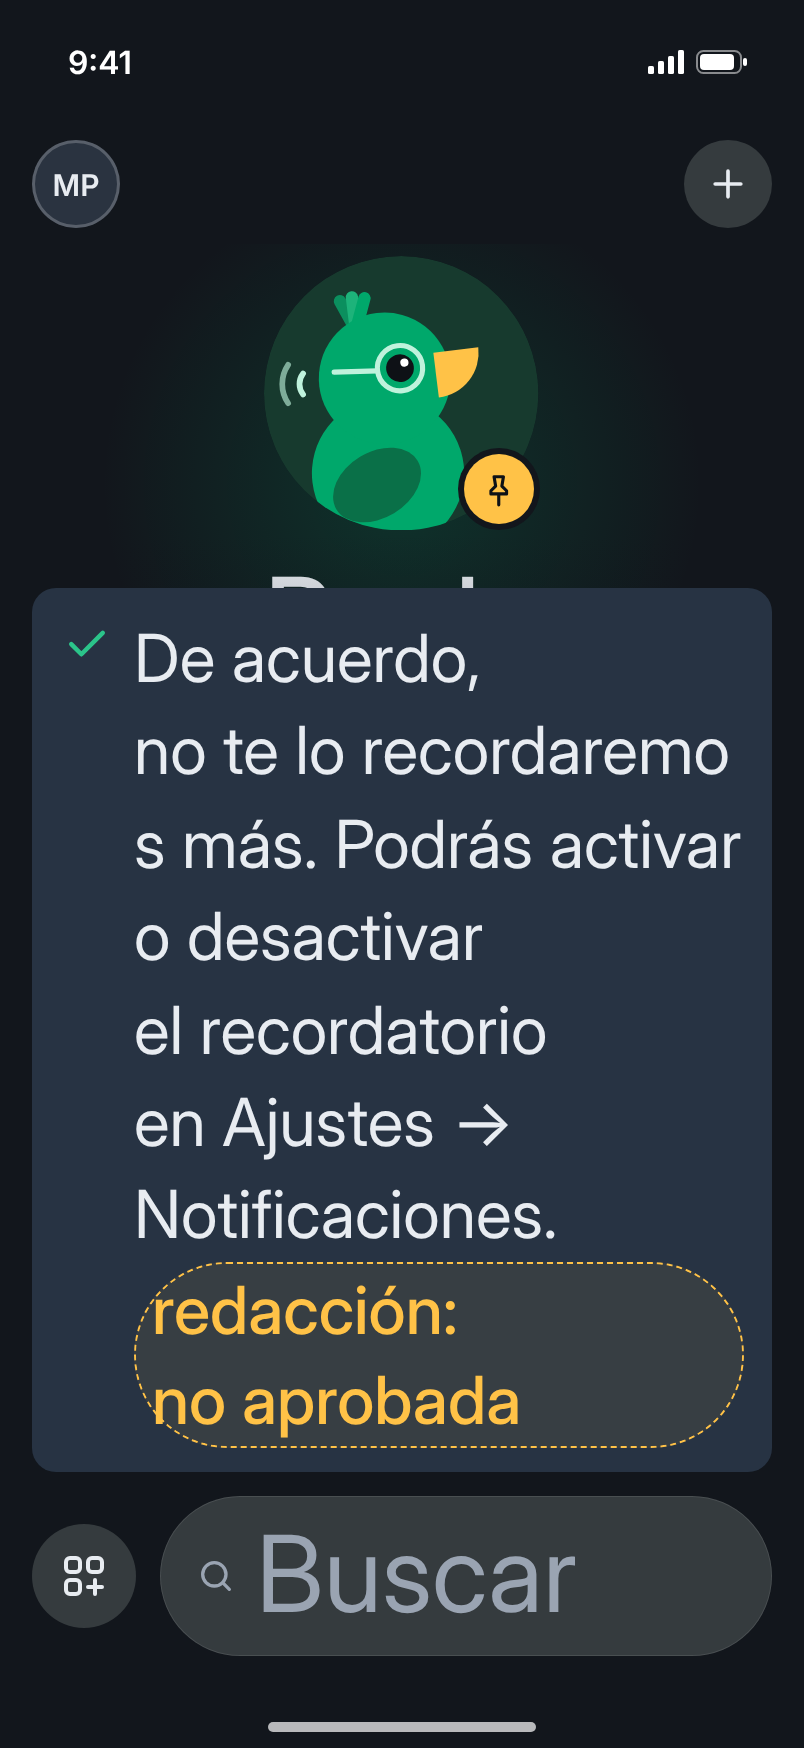 9:41
MP
De acuerdo,
no te lo recordaremo
s más. Podrás activar
o desactivar
el recordatorio
en Ajustes →
Notificaciones.
redacción:
no aprobada
Buscar